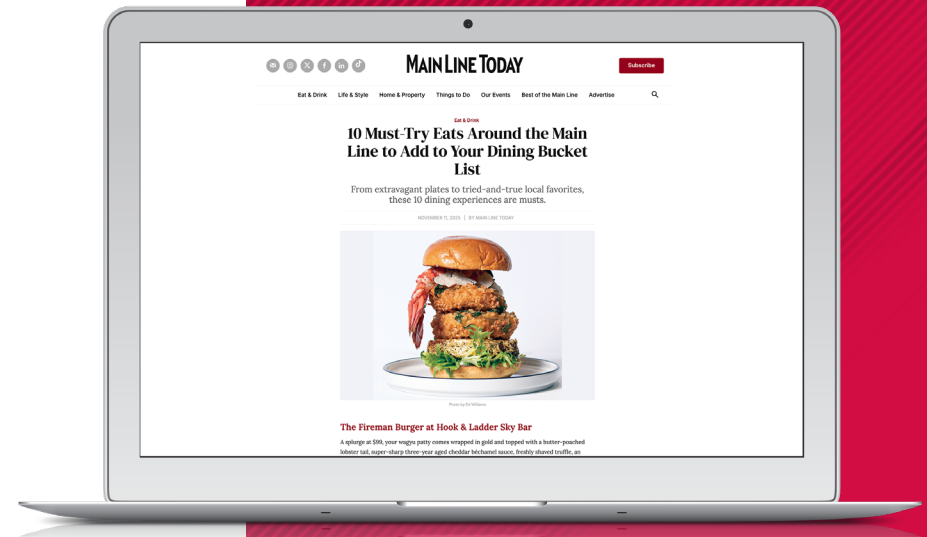 MAIN LINE TODAY
Subscribe
Eat & Drink Life & Style Home & Property Things to Do Our Events Best of the Main Line Advertise
Eat & Drink
10 Must-Try Eats Around the Main
Line to Add to Your Dining Bucket
List
From extravagant plates to tried-and-true local favorites,
these 10 dining experiences are musts.
NOVEMBER 11, 2025 | BY MAIN LINE TODAY
Photo by Ed Williams
The Fireman Burger at Hook & Ladder Sky Bar
A splurge at $99, your wagyu patty comes wrapped in gold and topped with a butter-poached
lobster tail, super-sharp three-year aged cheddar béchamel sauce, freshly shaved truffle, an